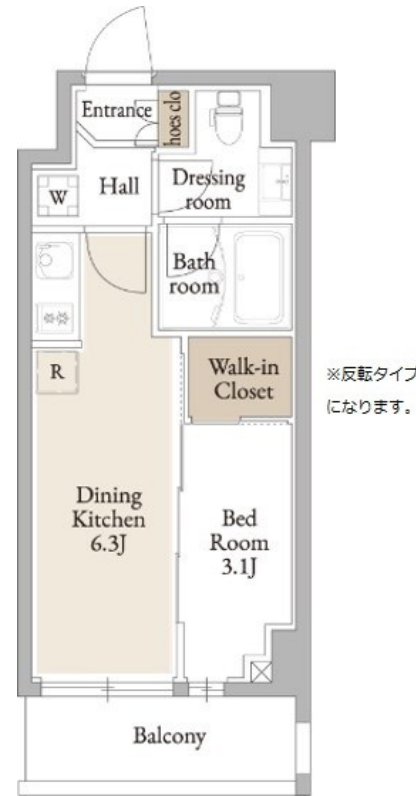 Entrance
hoes clo
W
Hall
Dressing
room
Bath
room
R
Walk-in
Closet
※反転タイプ
になります。
Dining
Kitchen
6.3J
Bed
Room
3.1J
Balcony